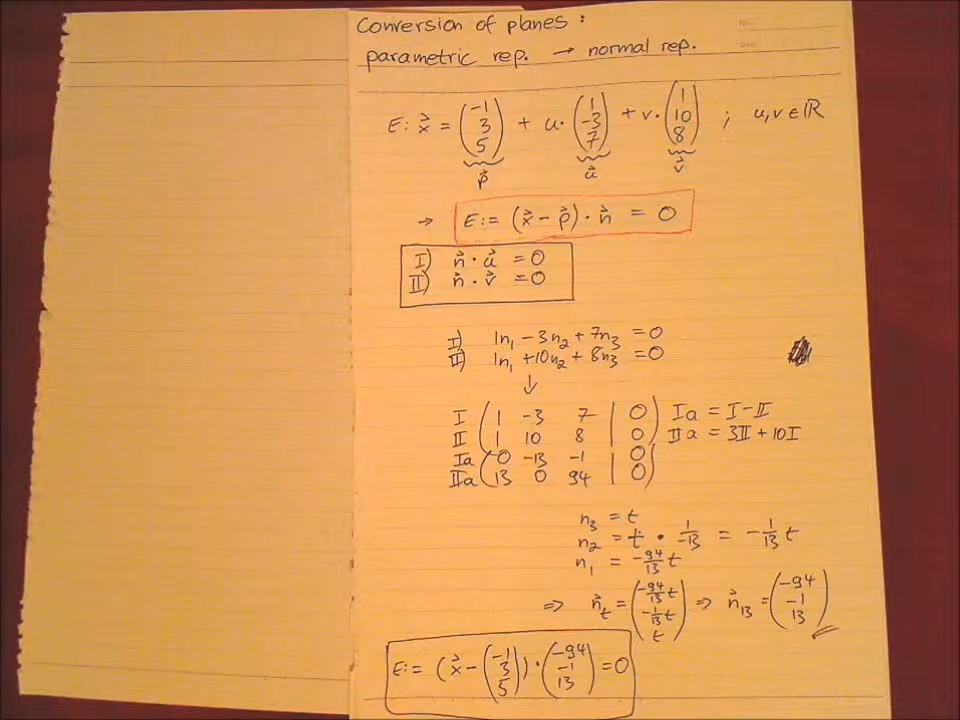 Conversion of planes :
parametric rep. → normal rep.
E: x⃗ = (-1 3 5) + u· (1 -3 7) + v· (1 10 8) ; u,v ∈ ℝ
p⃗ u⃗ v⃗
→ E:= (x⃗ - p⃗) · n⃗ = 0
I) n⃗ · u⃗ = 0
II) n⃗ · v⃗ = 0
I) 1n₁ - 3n₂ + 7n₃ = 0
II) 1n₁ + 10n₂ + 8n₃ = 0
↓
I ( 1 -3 7 | 0 ) Ia = I - II
II ( 1 10 8 | 0 ) IIa = 3II + 10I
Ia ( 0 -13 -1 | 0 )
IIa ( 13 0 94 | 0 )
n₃ = t
n₂ = t · 1/-13 = - 1/13 t
n₁ = - 94/13 t
⇒ n⃗ₜ = (-94/13 t -1/13 t t) ⇒ n⃗₁₃ = (-94 -1 13)
E:= (x⃗ - (-1 3 5)) · (-94 -1 13) = 0